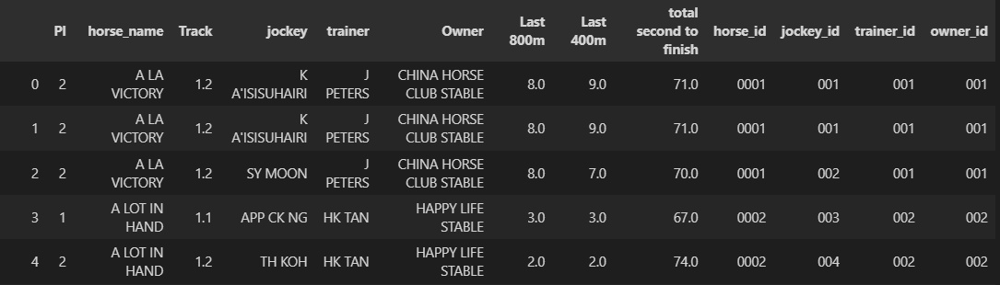 PI horse_name Track jockey trainer Owner Last 800m Last 400m total second to finish horse_id jockey_id trainer_id owner_id
0 2 A LA VICTORY 1.2 K A'ISISUHAIRI J PETERS CHINA HORSE CLUB STABLE 8.0 9.0 71.0 0001 001 001 001
1 2 A LA VICTORY 1.2 K A'ISISUHAIRI J PETERS CHINA HORSE CLUB STABLE 8.0 9.0 71.0 0001 001 001 001
2 2 A LA VICTORY 1.2 SY MOON J PETERS CHINA HORSE CLUB STABLE 8.0 7.0 70.0 0001 002 001 001
3 1 A LOT IN HAND 1.1 APP CK NG HK TAN HAPPY LIFE STABLE 3.0 3.0 67.0 0002 003 002 002
4 2 A LOT IN HAND 1.2 TH KOH HK TAN HAPPY LIFE STABLE 2.0 2.0 74.0 0002 004 002 002